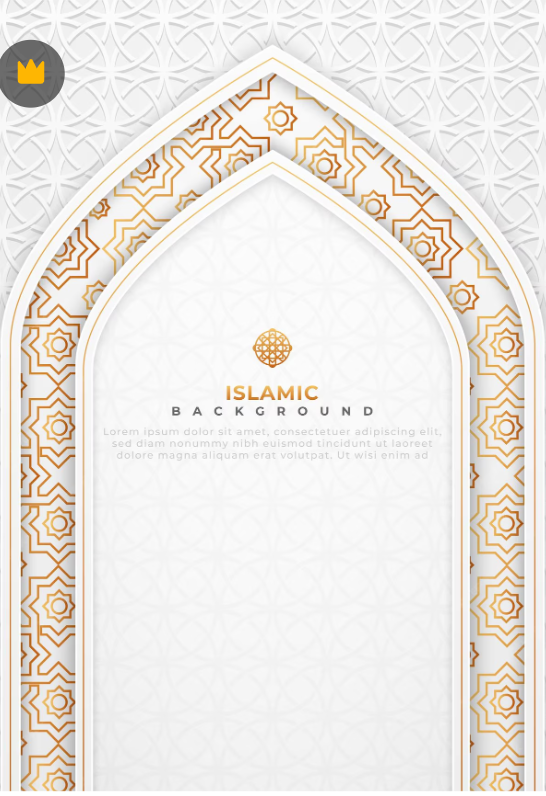 ISLAMIC
BACKGROUND
Lorem ipsum dolor sit amet, consectetuer adipiscing elit,
sed diam nonummy nibh euismod tincidunt ut laoreet
dolore magna aliquam erat volutpat. Ut wisi enim ad